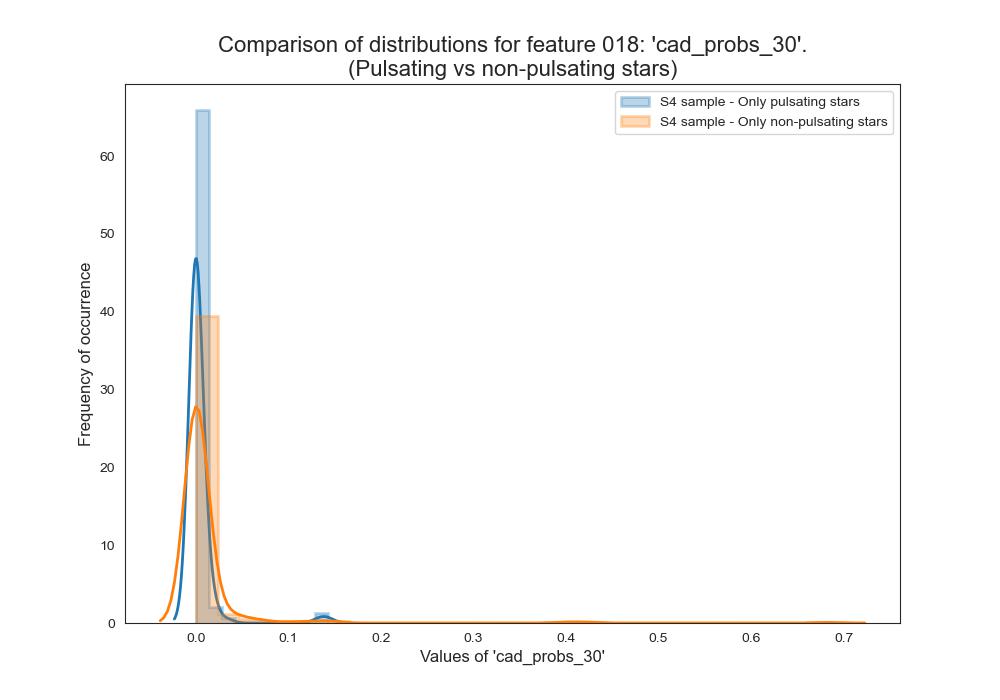 Comparison of distributions for feature 018: 'cad_probs_30'.
(Pulsating vs non-pulsating stars)
S4 sample - Only pulsating stars
S4 sample - Only non-pulsating stars
Frequency of occurrence
60
50
40
30
20
10
0
0.0 0.1 0.2 0.3 0.4 0.5 0.6 0.7
Values of 'cad_probs_30'